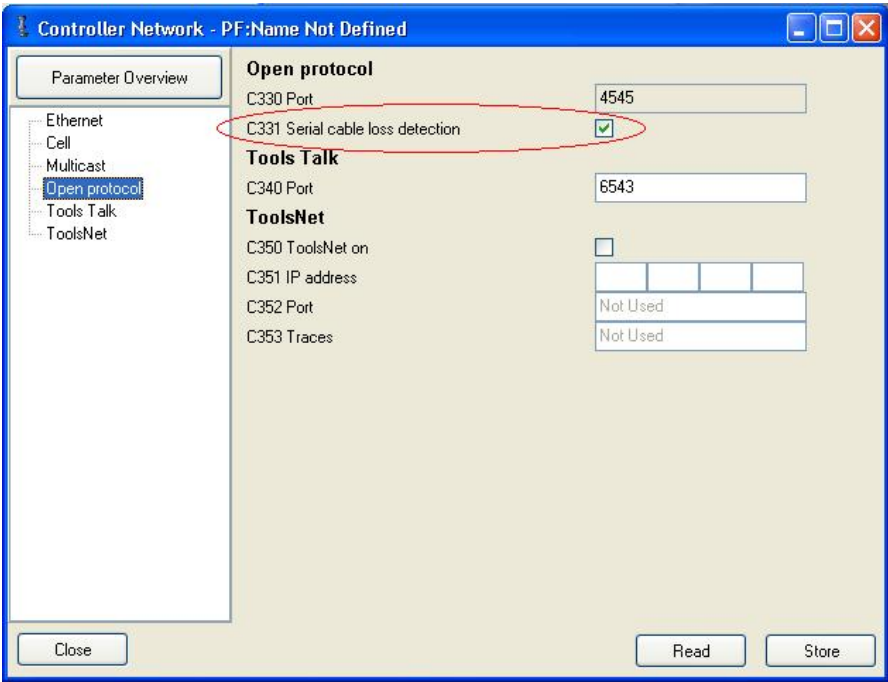 Controller Network - PF:Name Not Defined
Parameter Overview
Ethernet
Cell
Multicast
Open protocol
Tools Talk
ToolsNet
Open protocol
C330 Port 4545
C331 Serial cable loss detection
Tools Talk
C340 Port 6543
ToolsNet
C350 ToolsNet on
C351 IP address
C352 Port Not Used
C353 Traces Not Used
Close Read Store